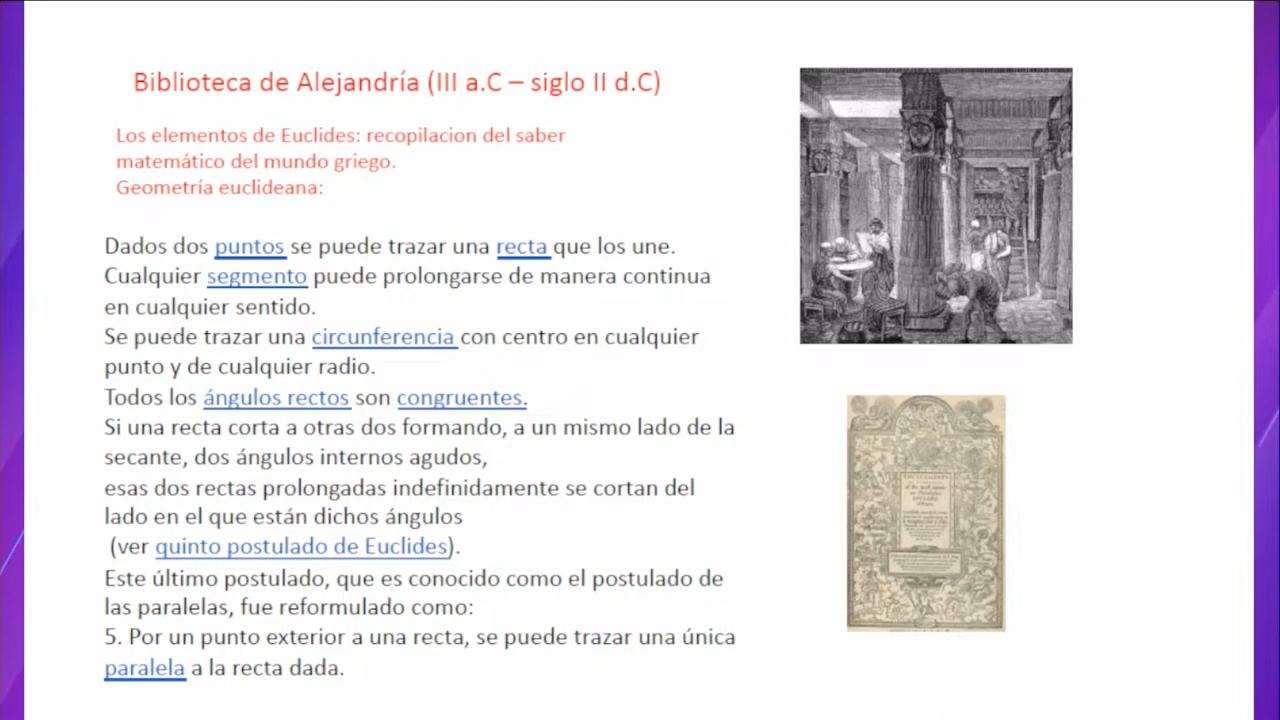 Biblioteca de Alejandría (III a.C – siglo II d.C)
Los elementos de Euclides: recopilacion del saber
matemático del mundo griego.
Geometría euclideana:
Dados dos puntos se puede trazar una recta que los une.
Cualquier segmento puede prolongarse de manera continua
en cualquier sentido.
Se puede trazar una circunferencia con centro en cualquier
punto y de cualquier radio.
Todos los ángulos rectos son congruentes.
Si una recta corta a otras dos formando, a un mismo lado de la
secante, dos ángulos internos agudos,
esas dos rectas prolongadas indefinidamente se cortan del
lado en el que están dichos ángulos
(ver quinto postulado de Euclides).
Este último postulado, que es conocido como el postulado de
las paralelas, fue reformulado como:
5. Por un punto exterior a una recta, se puede trazar una única
paralela a la recta dada.